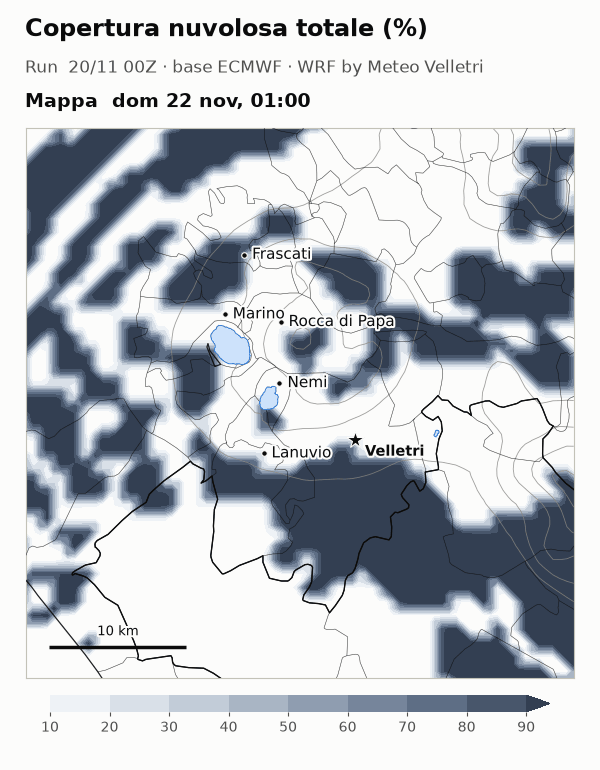 Copertura nuvolosa totale (%)
Run  20/11 00Z · base ECMWF · WRF by Meteo Velletri
Mappa  dom 22 nov, 01:00
Frascati
Marino
Rocca di Papa
Nemi
Velletri
Lanuvio
10 km
10 20 30 40 50 60 70 80 90